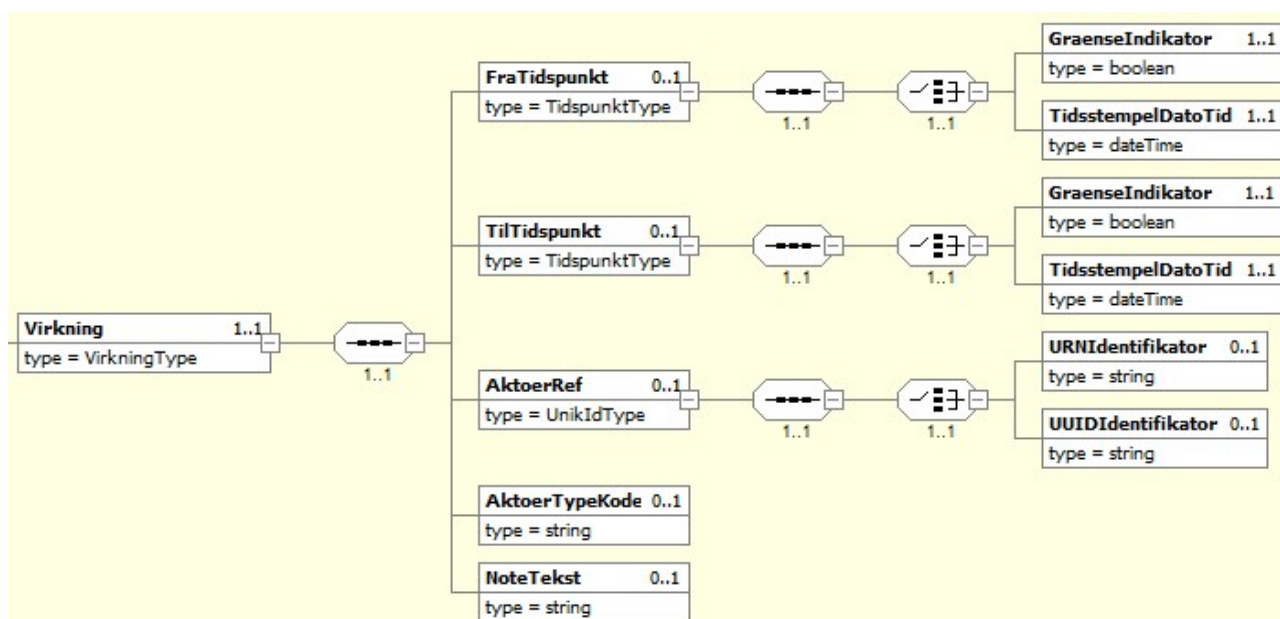 Virkning 1..1
type = VirkningType
1..1
FraTidspunkt 0..1
type = TidspunktType
1..1
1..1
GraenseIndikator 1..1
type = boolean
TidsstempelDatoTid 1..1
type = dateTime
TilTidspunkt 0..1
type = TidspunktType
1..1
1..1
GraenseIndikator 1..1
type = boolean
TidsstempelDatoTid 1..1
type = dateTime
AktoerRef 0..1
type = UnikIdType
1..1
1..1
URNIdentifikator 0..1
type = string
UUIDIdentifikator 0..1
type = string
AktoerTypeKode 0..1
type = string
NoteTekst 0..1
type = string